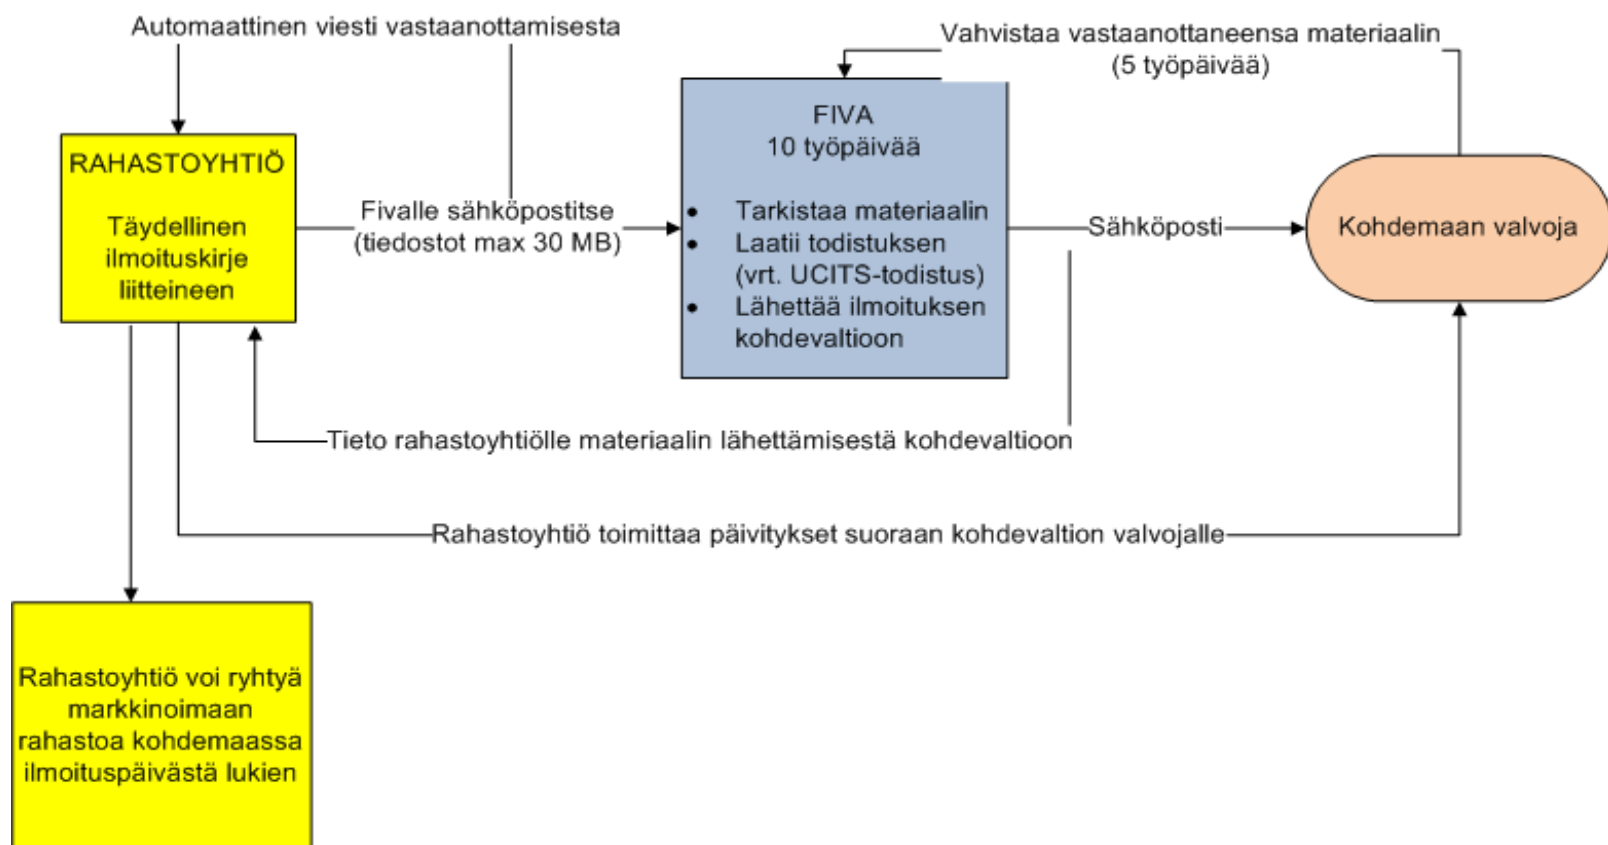 Automaattinen viesti vastaanottamisesta
Vahvistaa vastaanottaneensa materiaalin
(5 työpäivää)
RAHASTOYHTIÖ
Täydellinen
ilmoituskirje
liitteineen
Fivalle sähköpostitse
(tiedostot max 30 MB)
FIVA
10 työpäivää
• Tarkistaa materiaalin
• Laatii todistuksen
(vrt. UCITS-todistus)
• Lähettää ilmoituksen
kohdevaltioon
Sähköposti
Kohdemaan valvoja
Tieto rahastoyhtiölle materiaalin lähettämisestä kohdevaltioon
Rahastoyhtiö toimittaa päivitykset suoraan kohdevaltion valvojalle
Rahastoyhtiö voi ryhtyä
markkinoimaan
rahastoa kohdemaassa
ilmoituspäivästä lukien